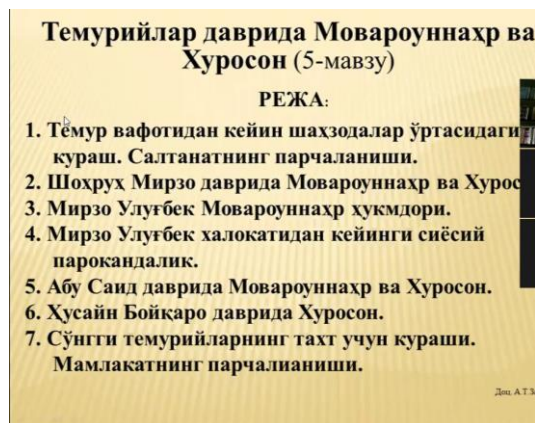 Темурийлар даврида Мовароуннаҳр ва
Хуросон (5-мавзу)
РЕЖА:
1. Темур вафотидан кейин шаҳзодалар ўртасидаги
кураш. Салтанатнинг парчаланиши.
2. Шоҳруҳ Мирзо даврида Мовароуннаҳр ва Хурос
3. Мирзо Улуғбек Мовароуннаҳр ҳукмдори.
4. Мирзо Улуғбек халокатидан кейинги сиёсий
парокандалик.
5. Абу Саид даврида Мовароуннаҳр ва Хуросон.
6. Ҳусайн Бойқаро даврида Хуросон.
7. Сўнгги темурийларнинг тахт учун кураши.
Мамлакатнинг парчалианиши.
Доц. А.Т.